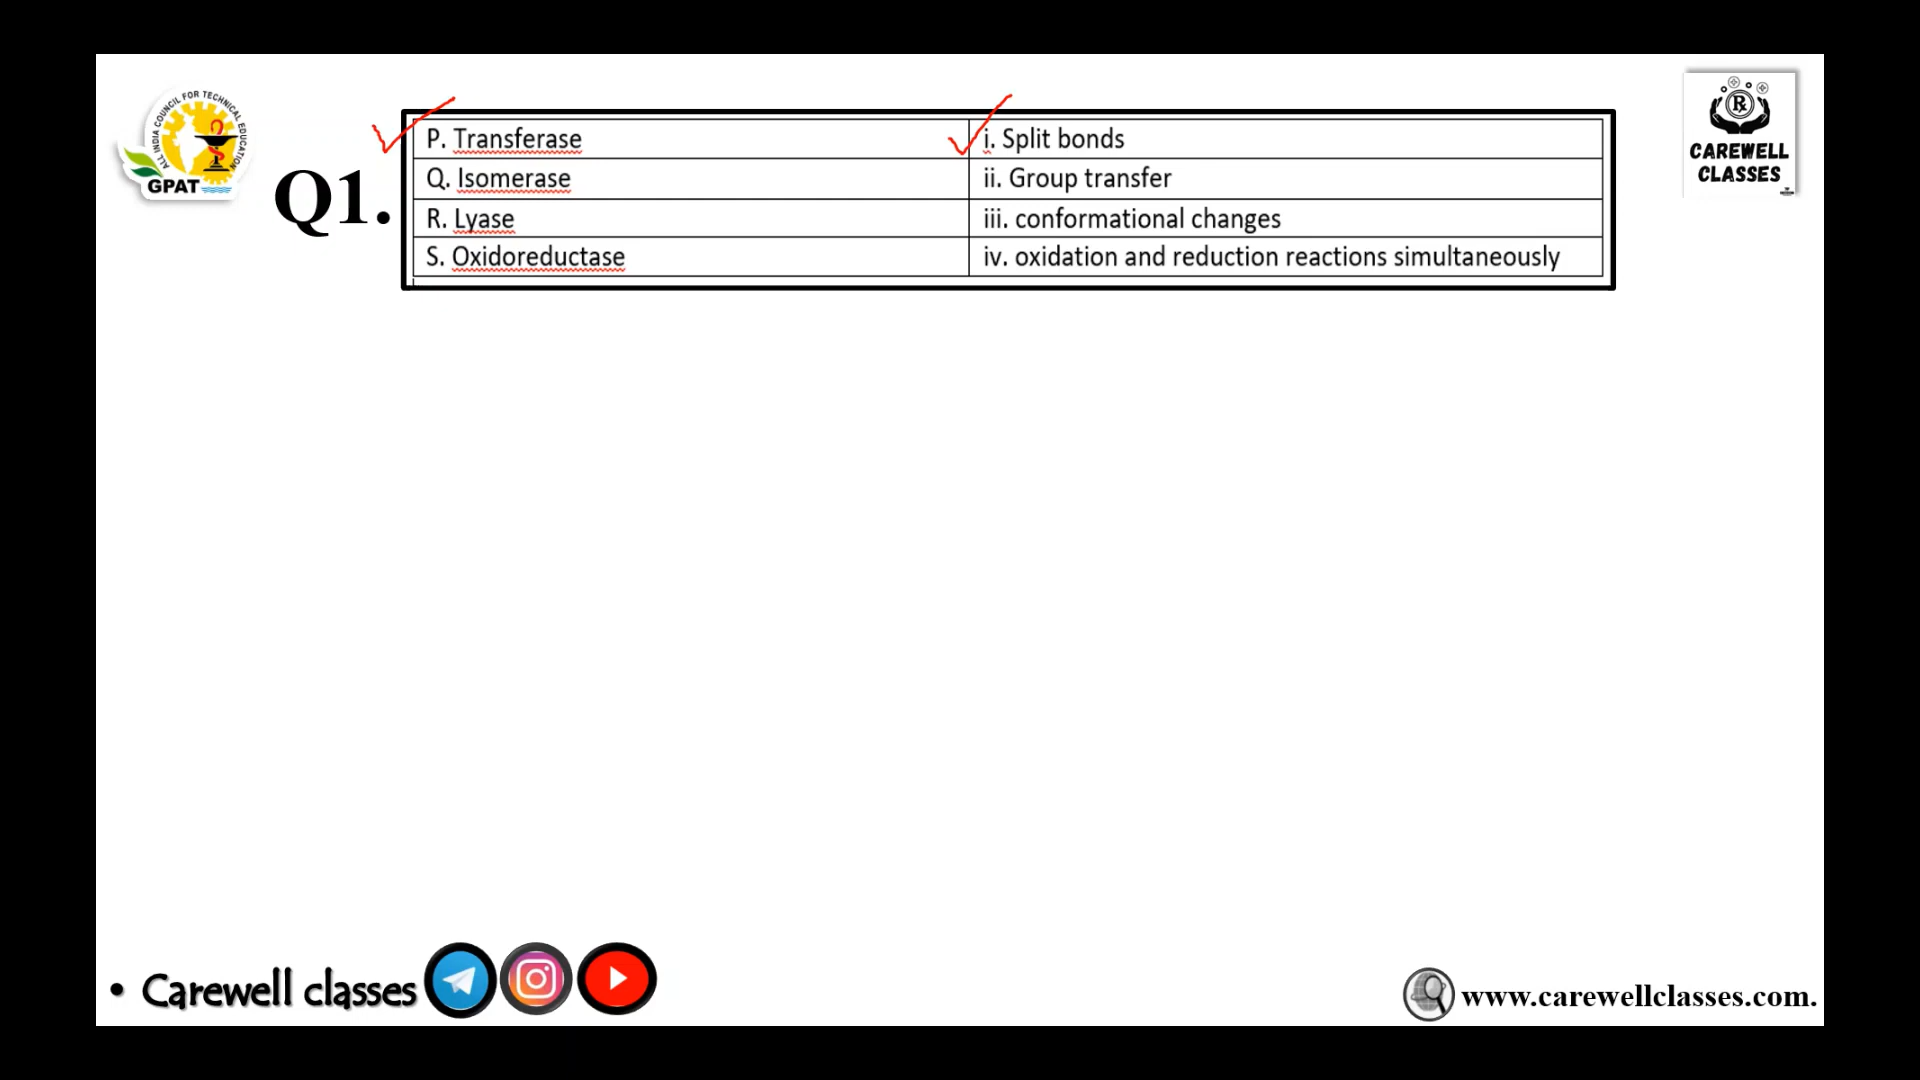 ALL INDIA COUNCIL FOR TECHNICAL EDUCATION
GPAT
Rx
CAREWELL
CLASSES
Q1.
P. Transferase i. Split bonds
Q. Isomerase ii. Group transfer
R. Lyase iii. conformational changes
S. Oxidoreductase iv. oxidation and reduction reactions simultaneously
• Carewell classes
www.carewellclasses.com.